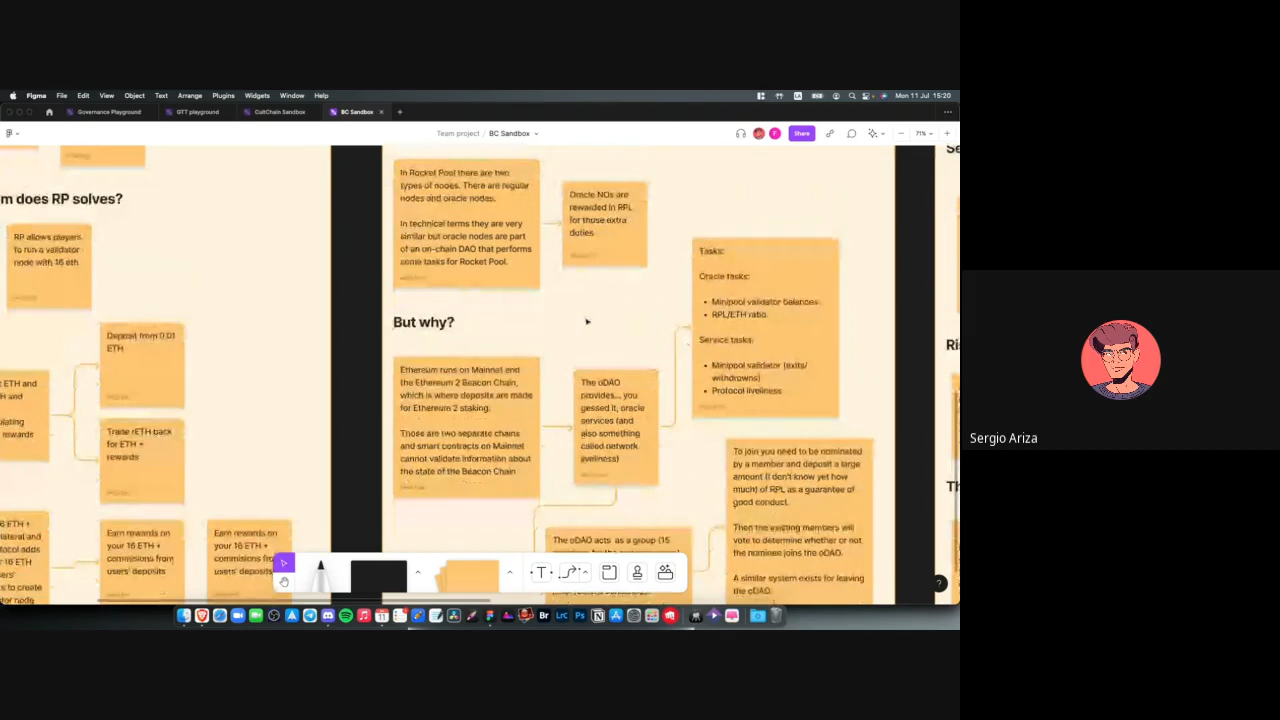 Figma File Edit View Object Text Arrange Plugins Widgets Window Help
Mon 11 Jul 15:20
Governance Playground
GTT playground
CultChain Sandbox
BC Sandbox
Team project / BC Sandbox
Share
71%
m does RP solves?
RP allows players
to run a validator
node with 16 eth
Deposit from 0.01
ETH
ETH and
rewards
Trade rETH back
for ETH +
rewards
Earn rewards on
your 16 ETH +
commisions from
users' deposits
Earn rewards on
your 16 ETH +
commisions from
users' deposits
In Rocket Pool there are two
types of nodes. There are regular
nodes and oracle nodes.
In technical terms they are very
similar but oracle nodes are part
of an on-chain DAO that performs
some tasks for Rocket Pool.
Oracle NOs are
rewarded in RPL
for those extra
duties
But why?
Ethereum runs on Mainnet and
the Ethereum 2 Beacon Chain,
which is where deposits are made
for Ethereum 2 staking.
Those are two separate chains
and smart contracts on Mainnet
cannot validate information about
the state of the Beacon Chain
The oDAO
provides... you
gessed it, oracle
services (and
also something
called network
liveliness)
Tasks:
Oracle tasks:
• Minipool validator balances
• RPL/ETH ratio
Service tasks:
• Minipool validator (exits/
withdrowns)
• Protocol liveliness
To join you need to be nominated
by a member and deposit a large
amount (I don't know yet how
much) of RPL as a guarantee of
good conduct.
Then the existing members will
vote to determine whether or not
the nominee joins the oDAO.
A similar system exists for leaving
the oDAO.
The oDAO acts as a group (15
Sergio Ariza